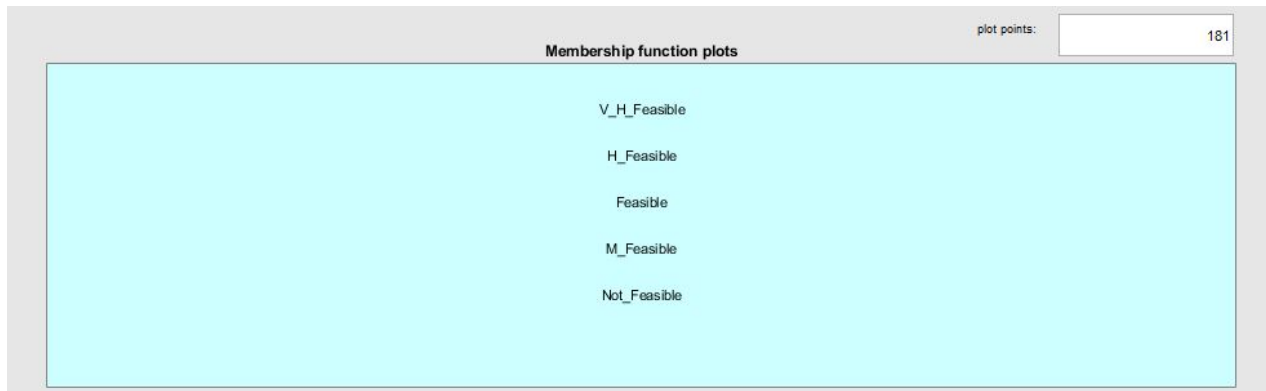 plot points:
181
Membership function plots
V_H_Feasible
H_Feasible
Feasible
M_Feasible
Not_Feasible